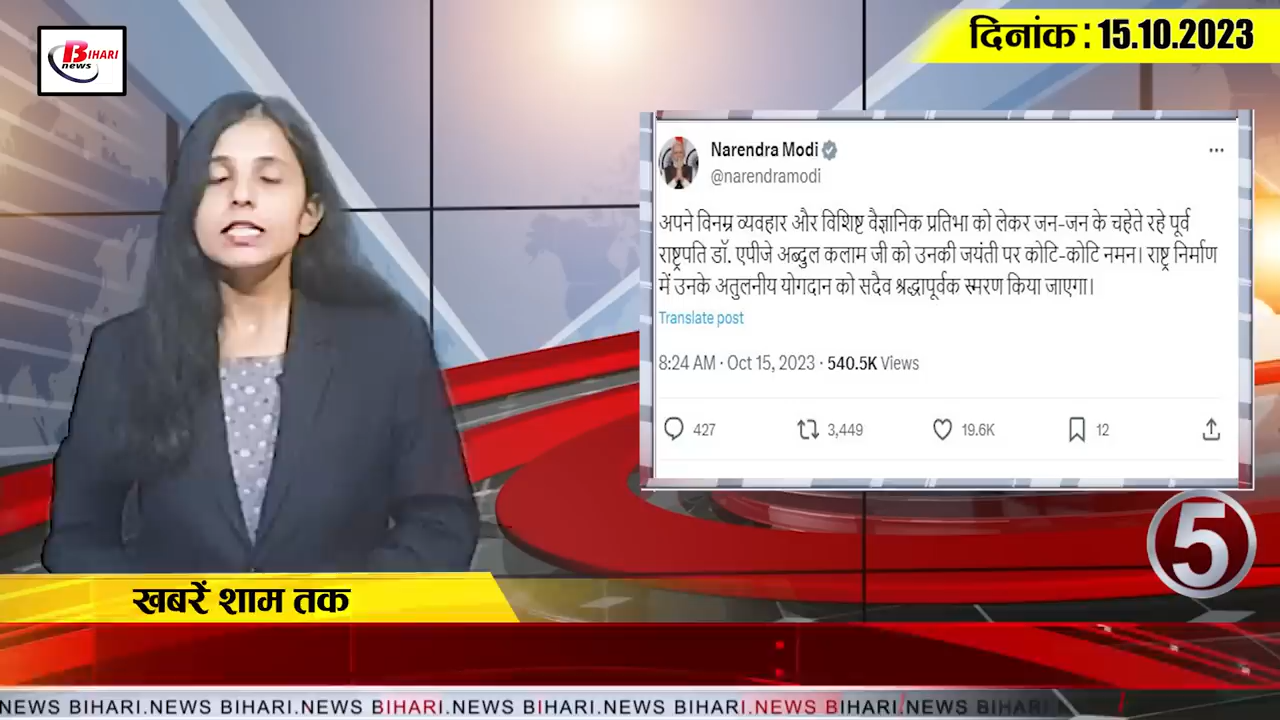 BIHARI
news
दिनांक : 15.10.2023
Narendra Modi
@narendramodi
अपने विनम्र व्यवहार और विशिष्ट वैज्ञानिक प्रतिभा को लेकर जन-जन के चहेते रहे पूर्व
राष्ट्रपति डॉ. एपीजे अब्दुल कलाम जी को उनकी जयंती पर कोटि-कोटि नमन। राष्ट्र निर्माण
में उनके अतुलनीय योगदान को सदैव श्रद्धापूर्वक स्मरण किया जाएगा।
Translate post
8:24 AM · Oct 15, 2023 · 540.5K Views
427 3,449 19.6K 12
5
खबरें शाम तक
NEWS BIHARI.NEWS BIHARI.NEWS BIHARI.NEWS BIHARI.NEWS BIHARI.NEWS BIHARI.NEWS BIHARI